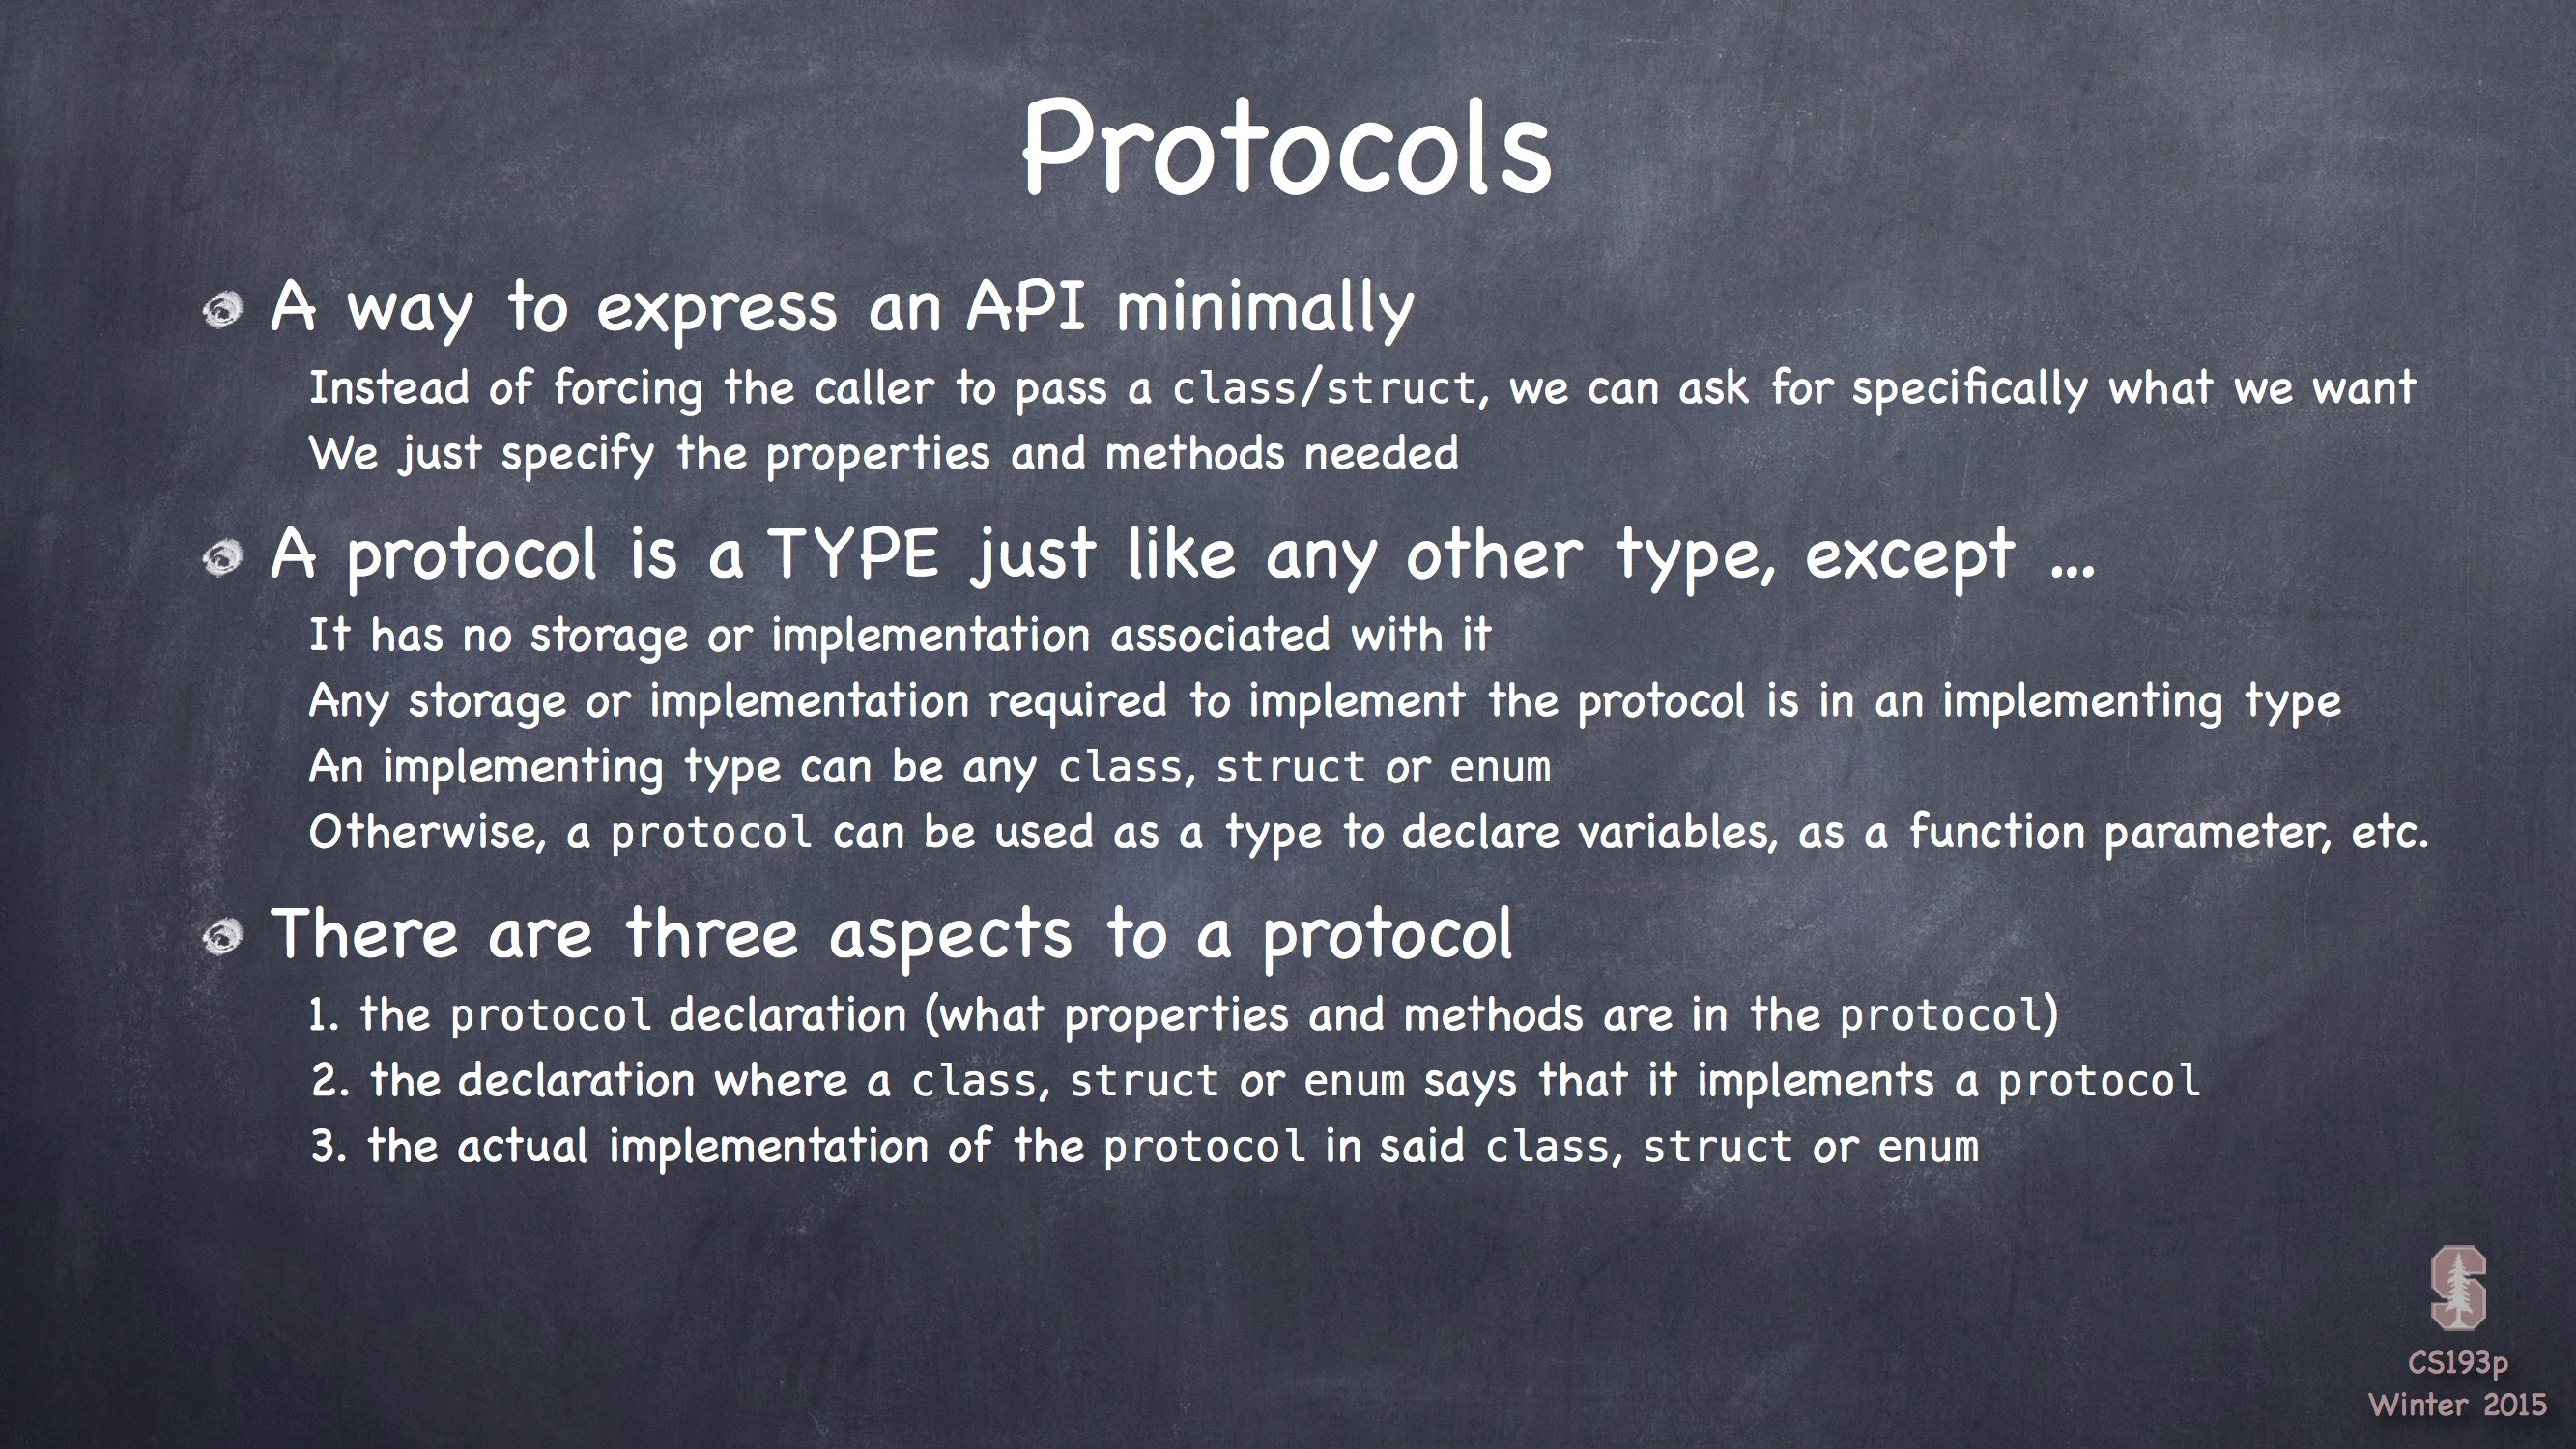 Protocols
A way to express an API minimally
Instead of forcing the caller to pass a class/struct, we can ask for specifically what we want
We just specify the properties and methods needed
A protocol is a TYPE just like any other type, except ...
It has no storage or implementation associated with it
Any storage or implementation required to implement the protocol is in an implementing type
An implementing type can be any class, struct or enum
Otherwise, a protocol can be used as a type to declare variables, as a function parameter, etc.
There are three aspects to a protocol
1. the protocol declaration (what properties and methods are in the protocol)
2. the declaration where a class, struct or enum says that it implements a protocol
3. the actual implementation of the protocol in said class, struct or enum
S
CS193p
Winter 2015